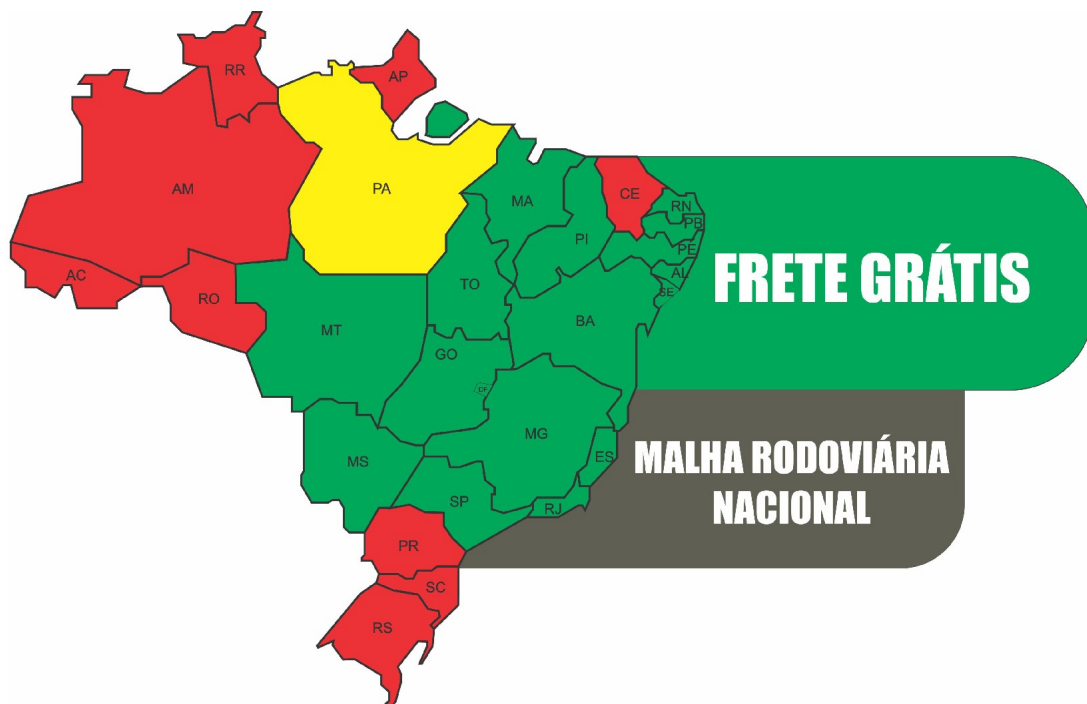 RR
AP
AM
PA
CE
MA
RN
PB
PI
PE
AC
AL
RO
TO
SE
FRETE GRÁTIS
MT
BA
GO
DF
MG
MS
ES
MALHA RODOVIÁRIA
NACIONAL
SP
RJ
PR
SC
RS